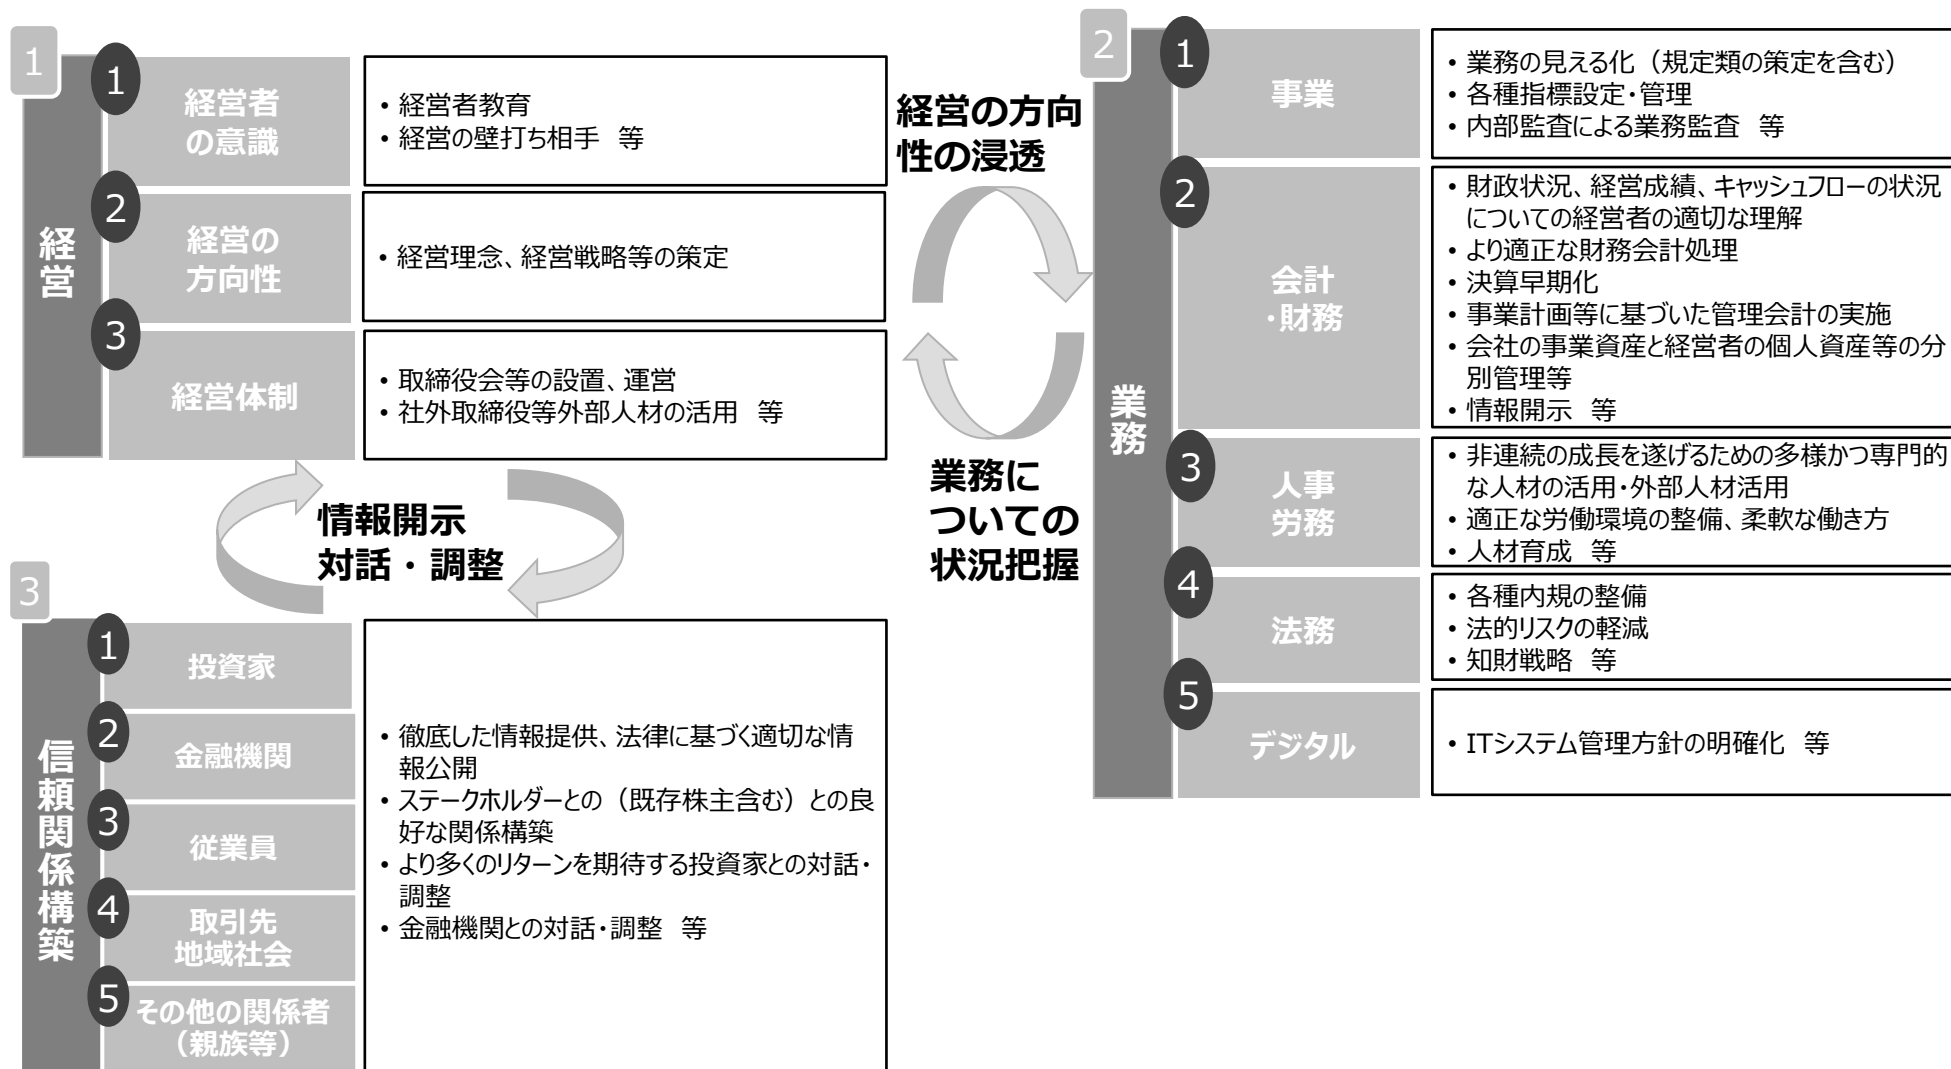 1
経営
1
経営者
の意識
• 経営者教育
• 経営の壁打ち相手　等
2
経営の
方向性
• 経営理念、経営戦略等の策定
3
経営体制
• 取締役会等の設置、運営
• 社外取締役等外部人材の活用　等
経営の方向
性の浸透
業務に
ついての
状況把握
情報開示
対話・調整
2
業務
1
事業
• 業務の見える化（規定類の策定を含む）
• 各種指標設定・管理
• 内部監査による業務監査　等
2
会計
・財務
• 財政状況、経営成績、キャッシュフローの状況
についての経営者の適切な理解
• より適正な財務会計処理
• 決算早期化
• 事業計画等に基づいた管理会計の実施
• 会社の事業資産と経営者の個人資産等の分
別管理等
• 情報開示　等
3
人事
労務
• 非連続の成長を遂げるための多様かつ専門的
な人材の活用・外部人材活用
• 適正な労働環境の整備、柔軟な働き方
• 人材育成　等
4
法務
• 各種内規の整備
• 法的リスクの軽減
• 知財戦略　等
5
デジタル
• ITシステム管理方針の明確化　等
3
信頼関係構築
1
投資家
2
金融機関
3
従業員
4
取引先
地域社会
5
その他の関係者
（親族等）
• 徹底した情報提供、法律に基づく適切な情
報公開
• ステークホルダーとの（既存株主含む）との良
好な関係構築
• より多くのリターンを期待する投資家との対話・
調整
• 金融機関との対話・調整　等